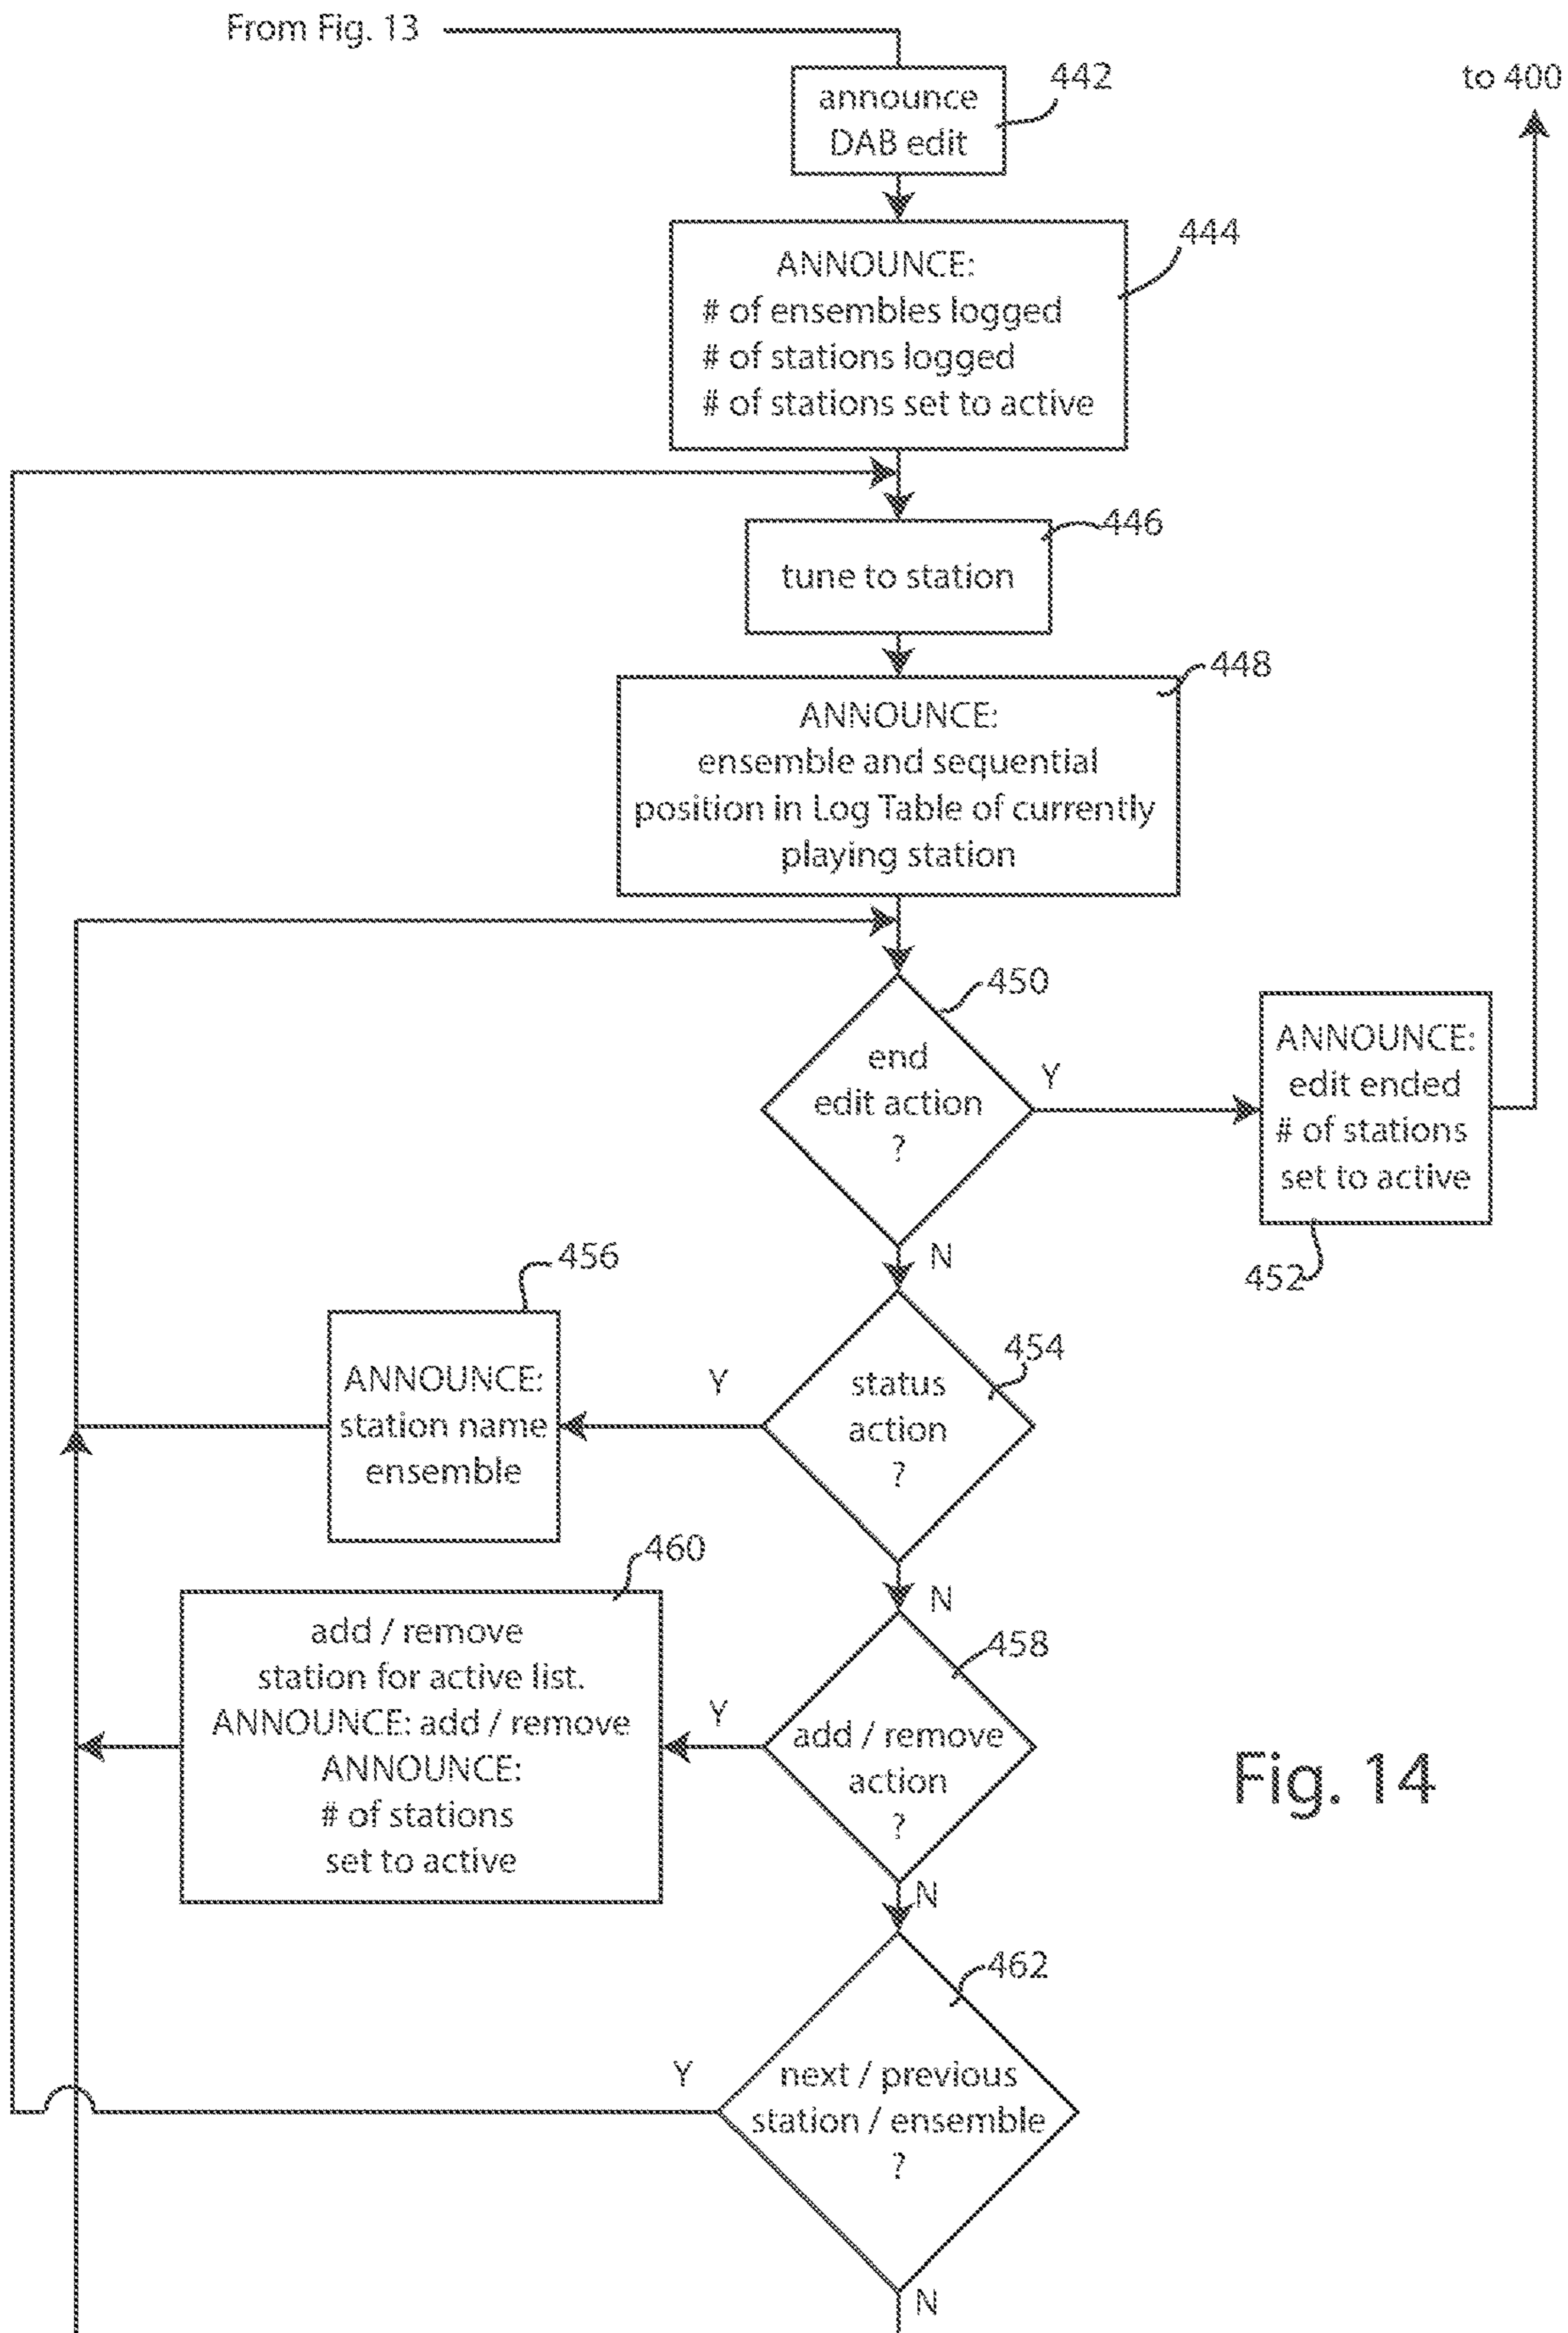 From Fig. 13
442
to 400
announce
DAB edit
444
ANNOUNCE:
# of ensembles logged
# of stations logged
# of stations set to active
446
tune to station
448
ANNOUNCE:
ensemble and sequential
position in Log Table of currently
playing station
450
end
edit action
?
Y
ANNOUNCE:
edit ended
# of stations
set to active
452
N
456
454
status
action
?
Y
ANNOUNCE:
station name
ensemble
N
460
458
add / remove
station for active list.
ANNOUNCE: add / remove
ANNOUNCE:
# of stations
set to active
Y
add / remove
action
?
Fig. 14
N
462
Y
next / previous
station / ensemble
?
N